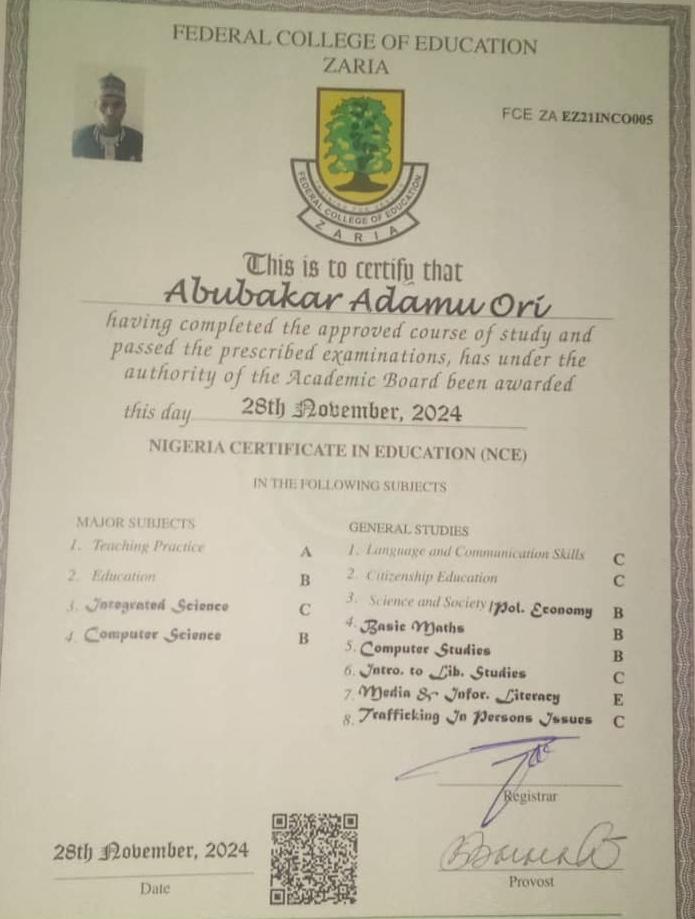 FEDERAL COLLEGE OF EDUCATION
ZARIA
FCE ZA EZ21INCO005
FEDERAL COLLEGE OF EDUCATION
ZARIA
This is to certify that
Abubakar Adamu Ori
having completed the approved course of study and
passed the prescribed examinations, has under the
authority of the Academic Board been awarded
this day 28th November, 2024
NIGERIA CERTIFICATE IN EDUCATION (NCE)
IN THE FOLLOWING SUBJECTS
MAJOR SUBJECTS
1. Teaching Practice A
2. Education B
3. Integrated Science C
4. Computer Science B
GENERAL STUDIES
1. Language and Communication Skills C
2. Citizenship Education C
3. Science and Society/Pol. Economy B
4. Basic Maths B
5. Computer Studies B
6. Intro. to Lib. Studies C
7. Media & Infor. Literacy E
8. Trafficking In Persons Issues C
Registrar
28th November, 2024
Date
Provost